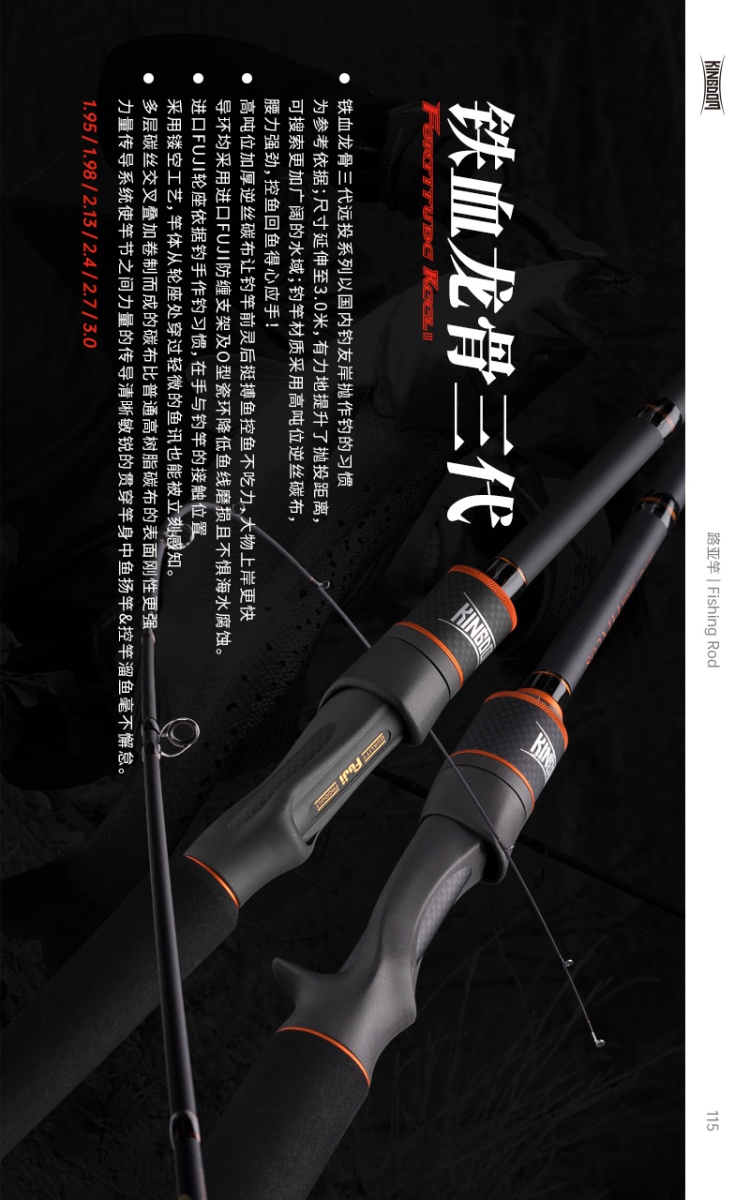 KINGDOM
路亚竿 | Fishing Rod
115
铁血龙骨三代
Fortitude Keel III
● 铁血龙骨三代远投系列以国内钓友岸抛作钓的习惯
为参考依据;尺寸延伸至3.0米,有力地提升了抛投距离,
可搜索更加广阔的水域;钓竿材质采用高吨位逆丝碳布,
腰力强劲,控鱼回鱼得心应手!
● 高吨位加厚逆丝碳布让钓竿前灵后挺搏鱼控鱼不吃力,大物上岸更快
导环均采用进口FUJI防缠支架及O型瓷环降低鱼线磨损且不惧海水腐蚀。
● 进口FUJI轮座依据钓手作钓习惯,在手与钓竿的接触位置
采用镂空工艺,竿体从轮座处穿过轻微的鱼讯也能被立刻感知。
● 多层碳丝交叉叠加卷制而成的碳布比普通高树脂碳布的表面刚性更强
力量传导系统使竿节之间力量的传导清晰敏锐的贯穿竿身中鱼扬竿&控竿溜鱼毫不懈怠。
1.95 / 1.98 / 2.13 / 2.4 / 2.7 / 3.0
KINGDOM
Fuji
KINGDOM